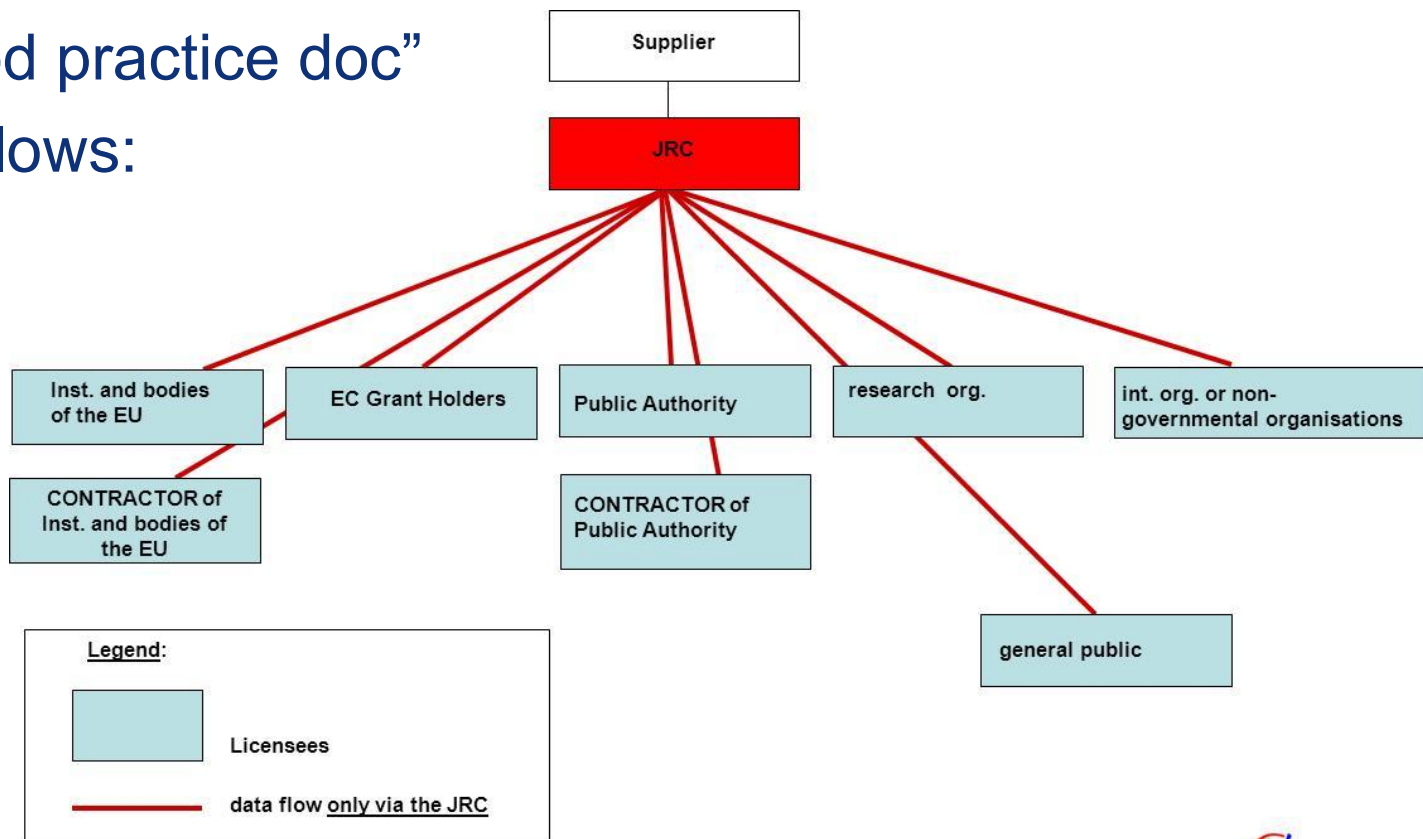 d practice doc”
lows:
Supplier
JRC
Inst. and bodies
of the EU
EC Grant Holders
Public Authority
research org.
int. org. or non-
governmental organisations
CONTRACTOR of
Inst. and bodies of
the EU
CONTRACTOR of
Public Authority
general public
Legend:
Licensees
data flow only via the JRC